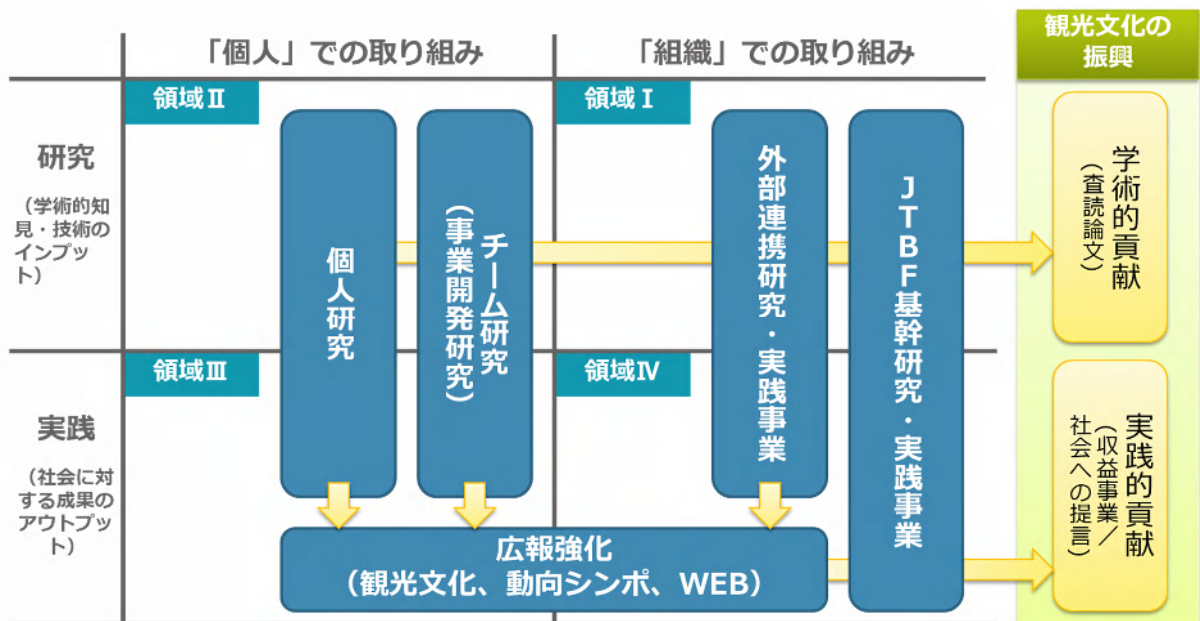 「個人」での取り組み
「組織」での取り組み
観光文化の
振興
領域Ⅱ
領域Ⅰ
研究
（学術的知
見・技術の
インプッ
ト）
個人研究
チーム研究
（事業開発研究）
外部連携研究・実践事業
JTBF基幹研究・実践事業
学術的貢献
（査読論文）
領域Ⅲ
領域Ⅳ
実践
（社会に対
する成果の
アウトプッ
ト）
広報強化
（観光文化、動向シンポ、WEB）
実践的貢献
（収益事業／
社会への提言）